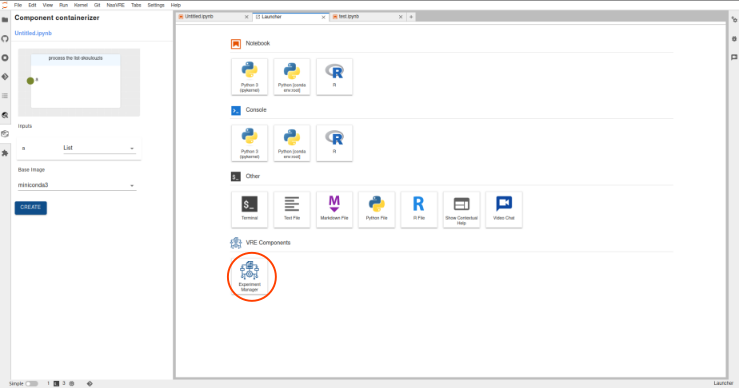 File Edit View Run Kernel Git NaaVRE Tabs Settings Help
Component containerizer
Untitled.ipynb
process the list elsoutsudz
a
Inputs
a List
Base Image
miniconda3
CREATE
Untitled.ipynb × Launcher × test.ipynb × +
Notebook
Python 3
(ipykernel)
Python [conda
env:root]
R
Console
Python 3
(ipykernel)
Python [conda
env:root]
R
Other
$_
Terminal
Text File
M
Markdown File
Python File
R
R File
Show Contextual
Help
Video Chat
VRE Components
Experiment
Manager
Simple
1 3
Launcher